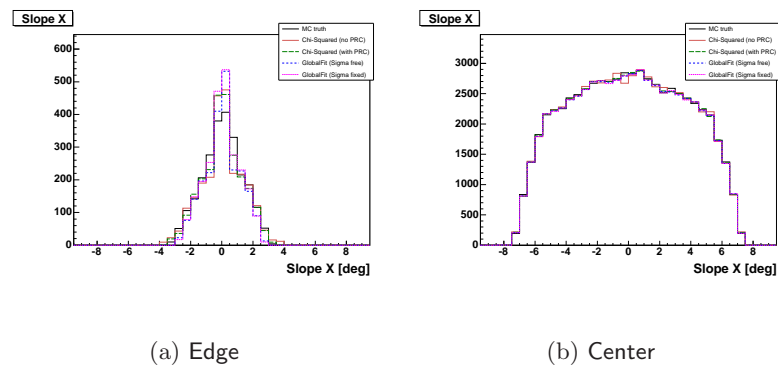 Slope X
MC truth
Chi-Squared (no PRC)
Chi-Squared (with PRC)
GlobalFit (Sigma free)
GlobalFit (Sigma fixed)
600
500
400
300
200
100
0
-8 -6 -4 -2 0 2 4 6 8
Slope X [deg]
(a) Edge
Slope X
MC truth
Chi-Squared (no PRC)
Chi-Squared (with PRC)
GlobalFit (Sigma free)
GlobalFit (Sigma fixed)
3000
2500
2000
1500
1000
500
0
-8 -6 -4 -2 0 2 4 6 8
Slope X [deg]
(b) Center